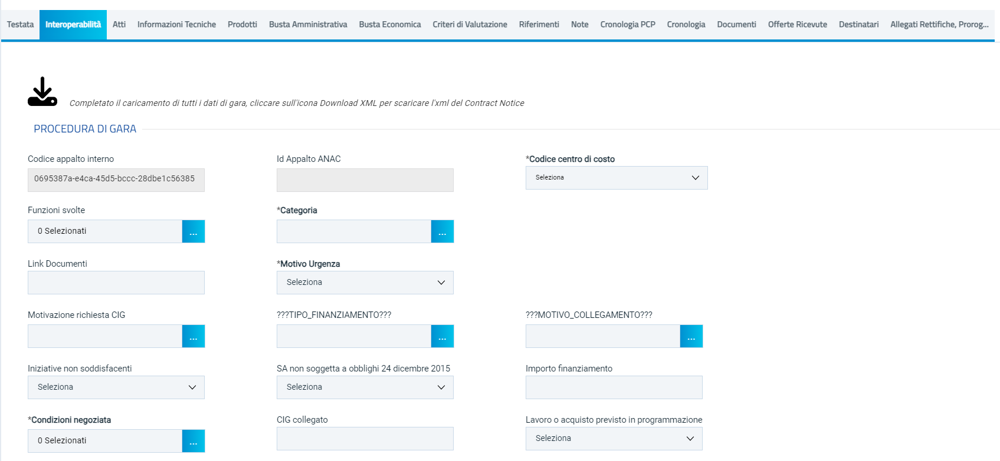 Testata Interoperabilità Atti Informazioni Tecniche Prodotti Busta Amministrativa Busta Economica Criteri di Valutazione Riferimenti Note Cronologia PCP Cronologia Documenti Offerte Ricevute Destinatari Allegati Rettifiche, Prorog...
Completato il caricamento di tutti i dati di gara, cliccare sull'icona Download XML per scaricare l'xml del Contract Notice
PROCEDURA DI GARA
Codice appalto interno Id Appalto ANAC *Codice centro di costo
0695387a-e4ca-45d5-bccc-28dbe1c56385 Seleziona
Funzioni svolte *Categoria
0 Selezionati ... ...
Link Documenti *Motivo Urgenza
Seleziona
Motivazione richiesta CIG ???TIPO_FINANZIAMENTO??? ???MOTIVO_COLLEGAMENTO???
... ... ...
Iniziative non soddisfacenti SA non soggetta a obblighi 24 dicembre 2015 Importo finanziamento
Seleziona Seleziona
*Condizioni negoziata CIG collegato Lavoro o acquisto previsto in programmazione
0 Selezionati ... Seleziona